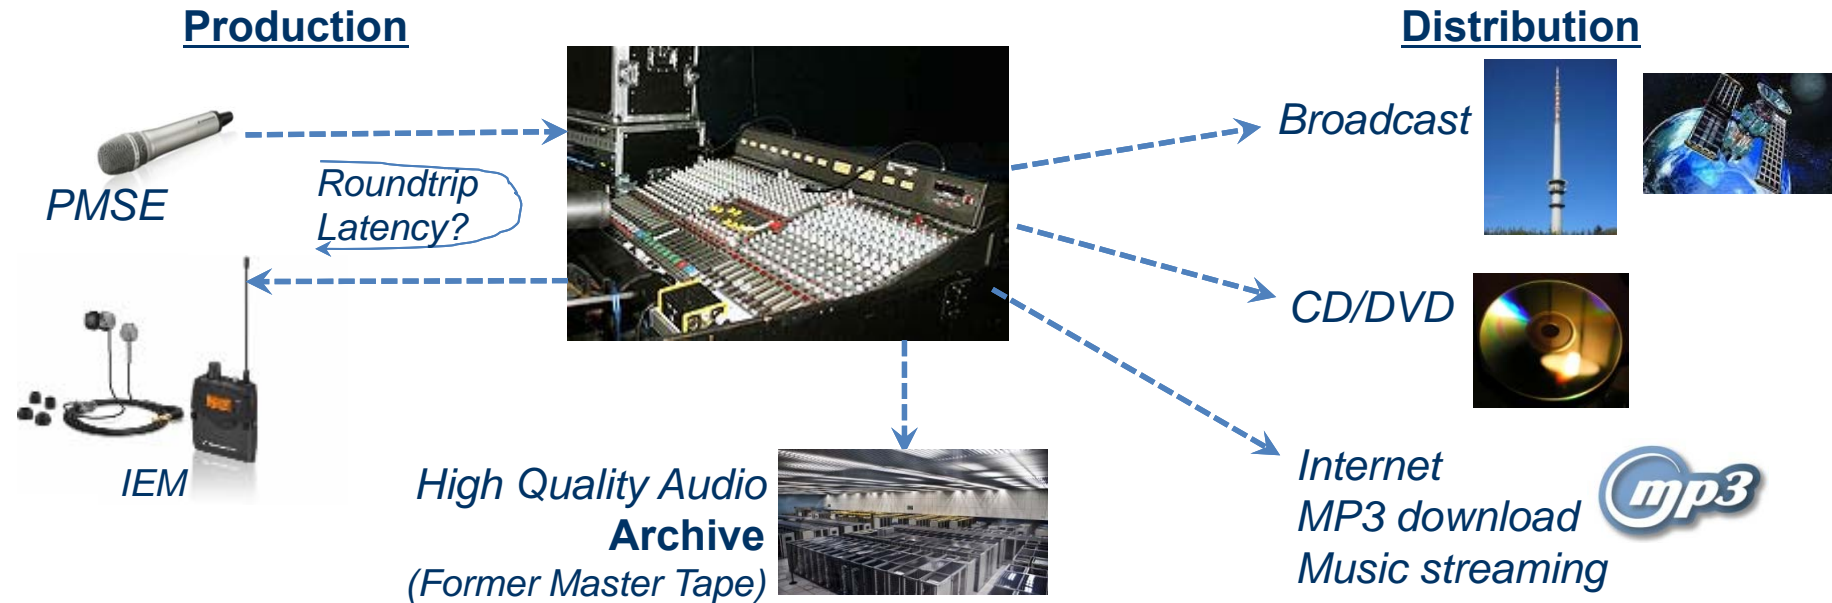 Production
Distribution
PMSE
Roundtrip
Latency?
IEM
High Quality Audio
Archive
(Former Master Tape)
Broadcast
CD/DVD
Internet
MP3 download
Music streaming
mp3